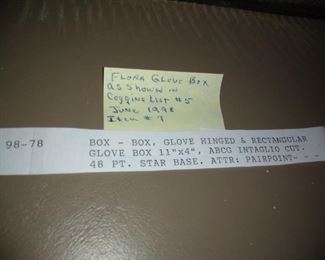 Flora Glove Box
as shown in
Coggins List #5
June 1998
Item # 7
98-78 BOX - BOX, GLOVE HINGED & RECTANGULAR
GLOVE BOX 11"x4", ABCG INTAGLIO CUT.
48 PT. STAR BASE. ATTR: PAIRPOINT- - -